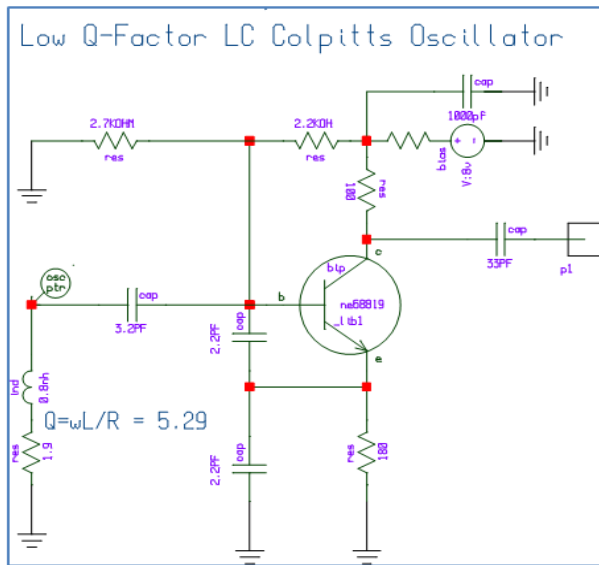 Low Q-Factor LC Colpitts Oscillator
cap
1000pF
2.7KOHM
res
2.2KOH
res
bias
V:8v
res
100
cap
33PF
p1
c
bip
osc
ptr
cap
3.2PF
b
ne68819
_lib1
e
cap
2.2PF
ind
0.8nh
Q=wL/R = 5.29
res
1.9
cap
2.2PF
res
180